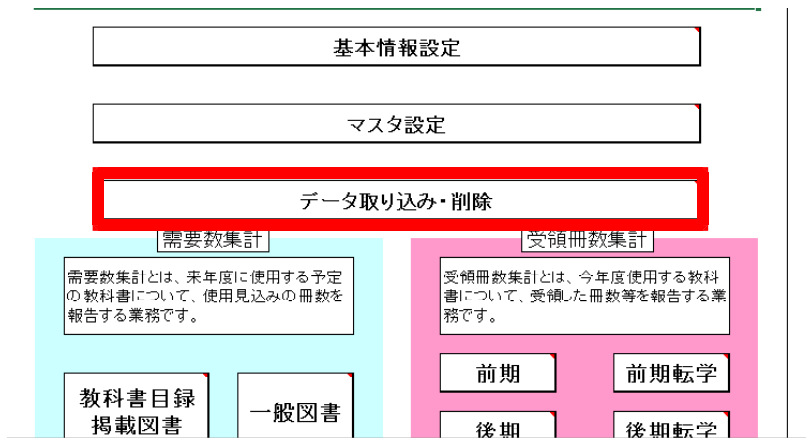 基本情報設定
マスタ設定
データ取り込み・削除
需要数集計
需要数集計とは、来年度に使用する予定
の教科書について、使用見込みの冊数を
報告する業務です。
教科書目録
掲載図書
一般図書
受領冊数集計
受領冊数集計とは、今年度使用する教科
書について、受領した冊数等を報告する業
務です。
前期
前期転学
後期
後期転学